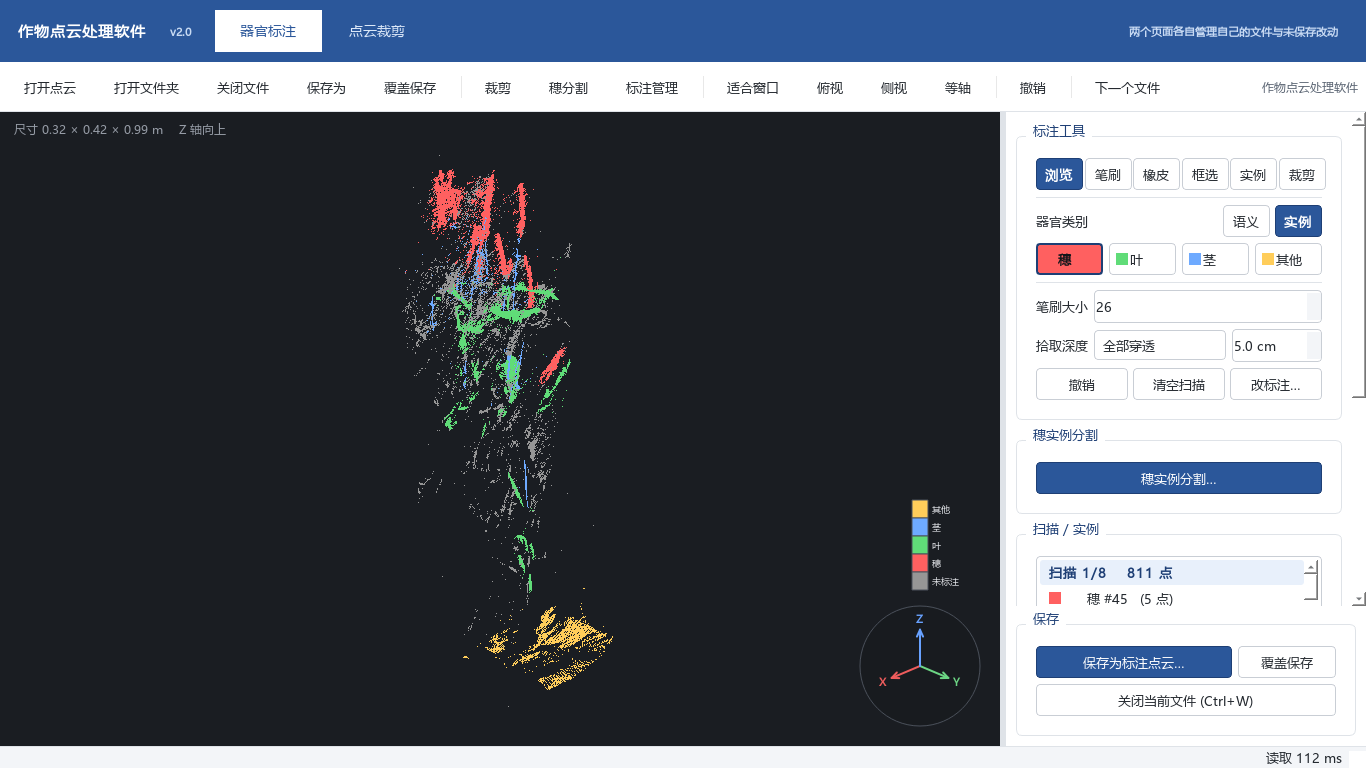 作物点云处理软件 v2.0 器官标注 点云裁剪 两个页面各自管理自己的文件与未保存改动
打开点云 打开文件夹 关闭文件 保存为 覆盖保存 裁剪 穗分割 标注管理 适合窗口 俯视 侧视 等轴 撤销 下一个文件 作物点云处理软件
尺寸 0.32 × 0.42 × 0.99 m Z 轴向上
其他
茎
叶
穗
未标注
Z
X
Y
标注工具
浏览 笔刷 橡皮 框选 实例 裁剪
器官类别 语义 实例
穗 叶 茎 其他
笔刷大小 26
拾取深度 全部穿透 5.0 cm
撤销 清空扫描 改标注...
穗实例分割
穗实例分割...
扫描 / 实例
扫描 1/8 811 点
穗 #45 (5 点)
保存
保存为标注点云... 覆盖保存
关闭当前文件 (Ctrl+W)
读取 112 ms